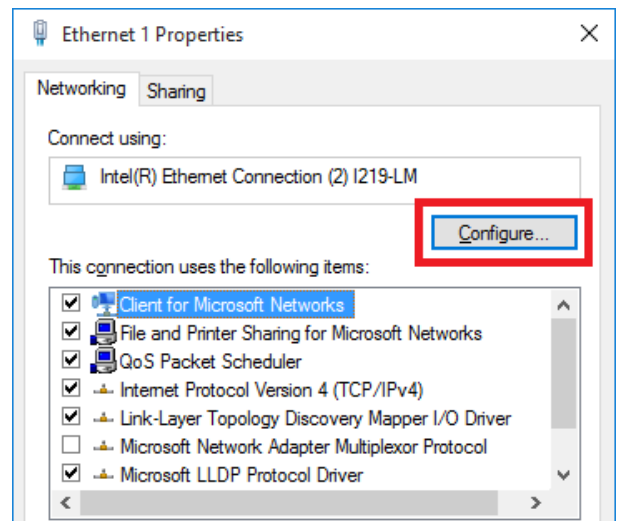 Ethernet 1 Properties
Networking Sharing
Connect using:
Intel(R) Ethernet Connection (2) I219-LM
Configure...
This connection uses the following items:
Client for Microsoft Networks
File and Printer Sharing for Microsoft Networks
QoS Packet Scheduler
Internet Protocol Version 4 (TCP/IPv4)
Link-Layer Topology Discovery Mapper I/O Driver
Microsoft Network Adapter Multiplexor Protocol
Microsoft LLDP Protocol Driver